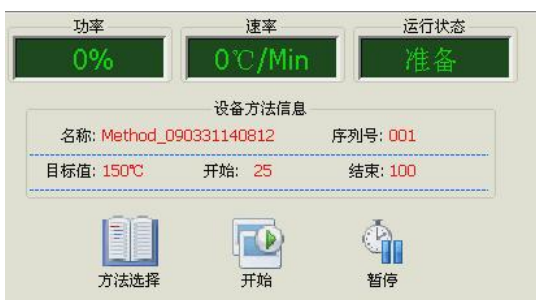 功率 速率 运行状态
0% 0℃/Min 准备
设备方法信息
名称: Method_090331140812 序列号: 001
目标值: 150℃ 开始: 25 结束: 100
方法选择 开始 暂停